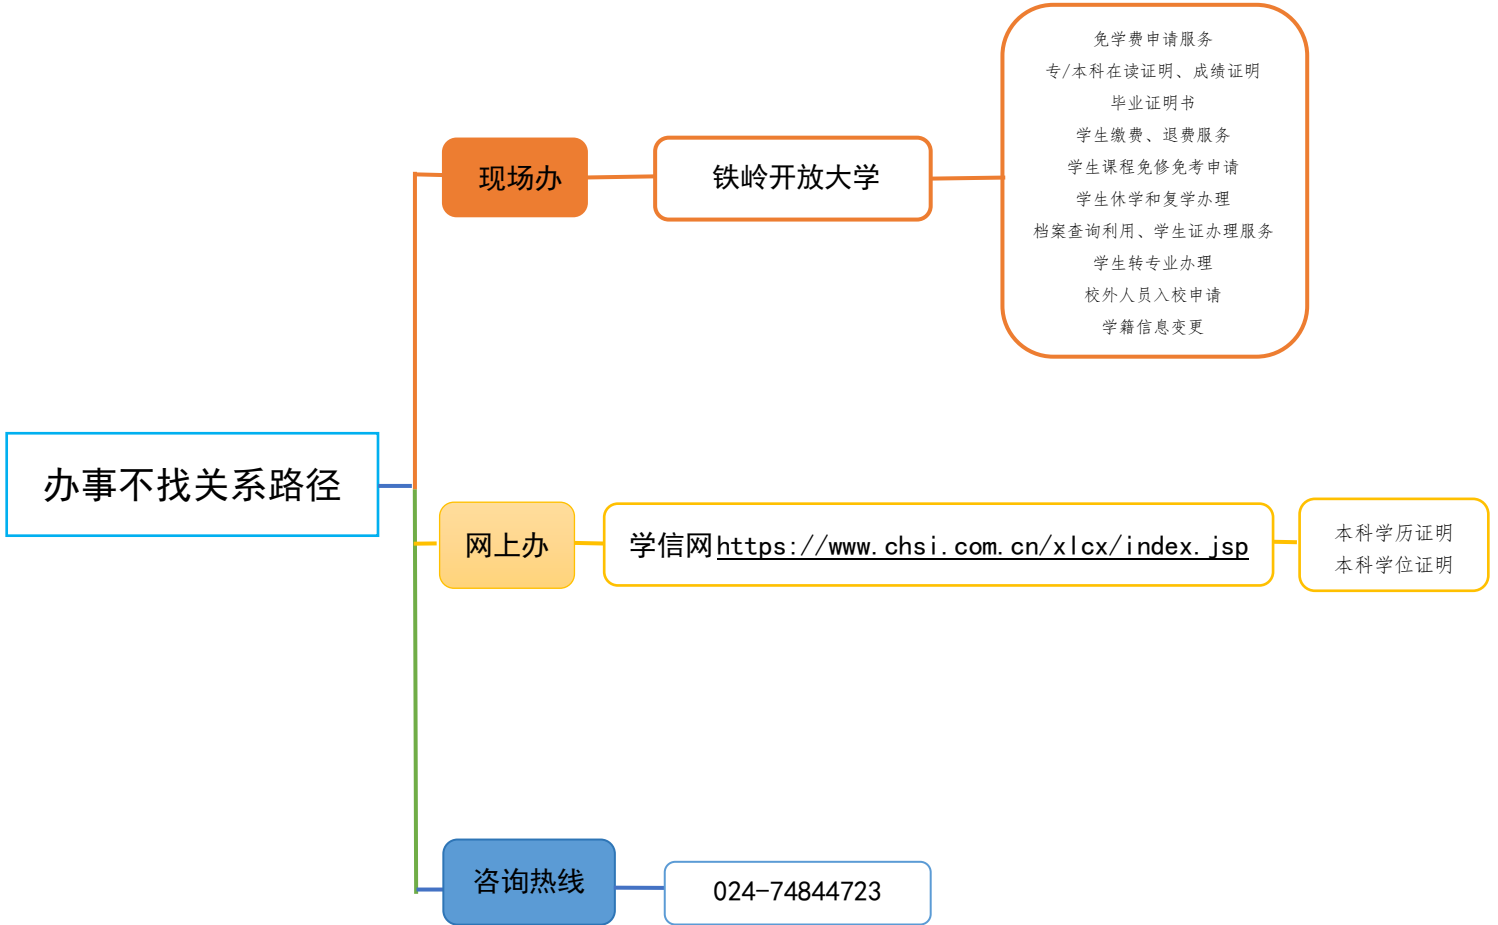 办事不找关系路径
现场办
铁岭开放大学
免学费申请服务
专/本科在读证明、成绩证明
毕业证明书
学生缴费、退费服务
学生课程免修免考申请
学生休学和复学办理
档案查询利用、学生证办理服务
学生转专业办理
校外人员入校申请
学籍信息变更
网上办
学信网https://www.chsi.com.cn/xlcx/index.jsp
本科学历证明
本科学位证明
咨询热线
024-74844723